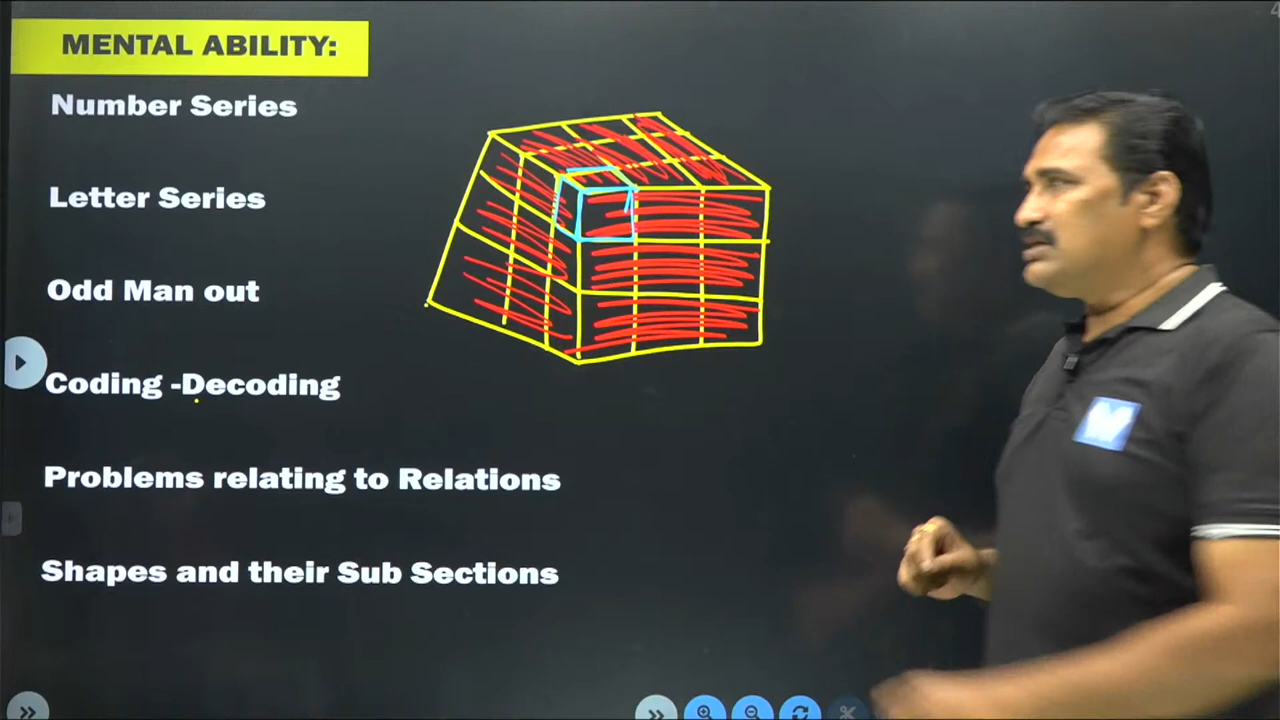 MENTAL ABILITY:
Number Series
Letter Series
Odd Man out
Coding -Decoding
Problems relating to Relations
Shapes and their Sub Sections